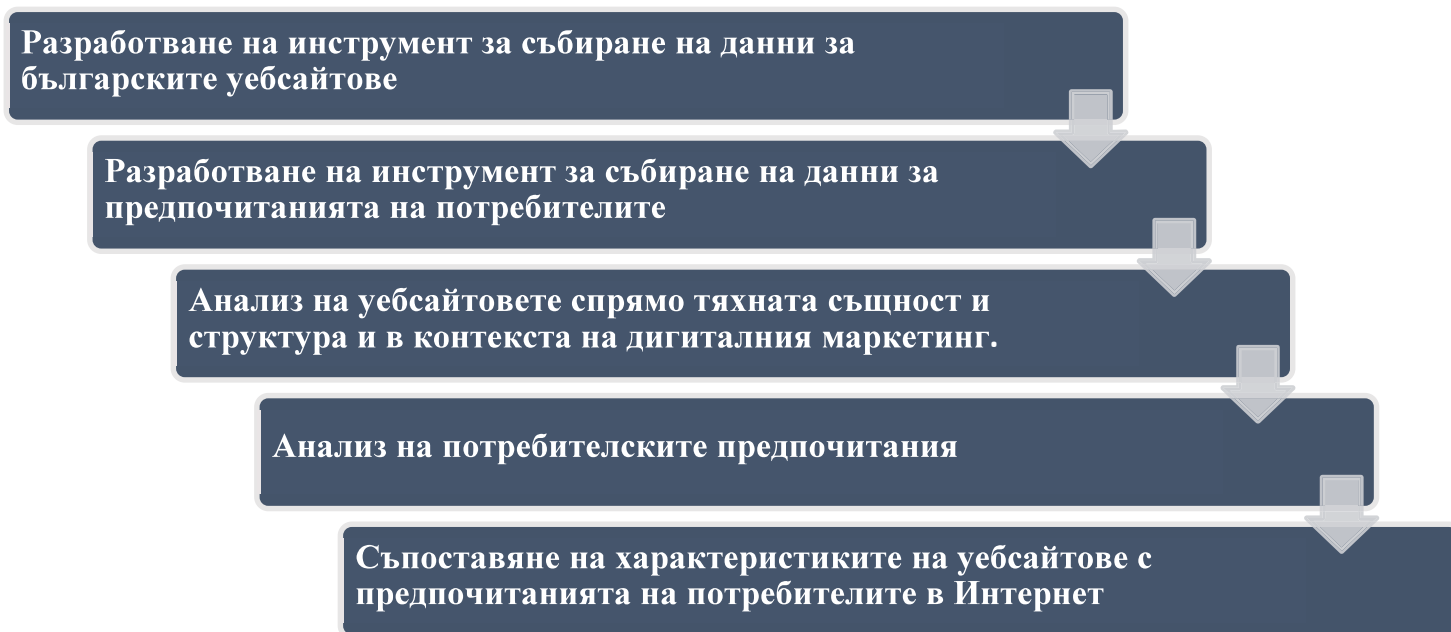 Разработване на инструмент за събиране на данни за
българските уебсайтове
Разработване на инструмент за събиране на данни за
предпочитанията на потребителите
Анализ на уебсайтовете спрямо тяхната същност и
структура и в контекста на дигиталния маркетинг.
Анализ на потребителските предпочитания
Съпоставяне на характеристиките на уебсайтове с
предпочитанията на потребителите в Интернет